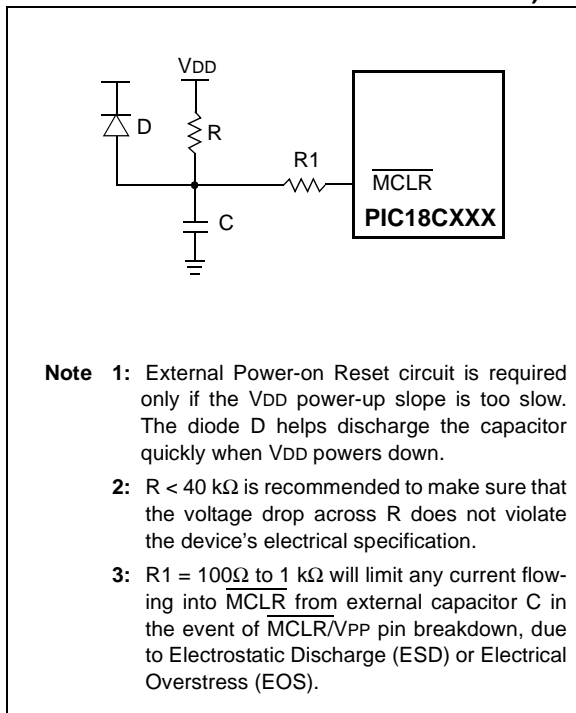 VDD
D
R
R1
MCLR
C
PIC18CXXX
Note 1: External Power-on Reset circuit is required
only if the VDD power-up slope is too slow.
The diode D helps discharge the capacitor
quickly when VDD powers down.
2: R < 40 kΩ is recommended to make sure that
the voltage drop across R does not violate
the device's electrical specification.
3: R1 = 100Ω to 1 kΩ will limit any current flow-
ing into MCLR from external capacitor C in
the event of MCLR/VPP pin breakdown, due
to Electrostatic Discharge (ESD) or Electrical
Overstress (EOS).